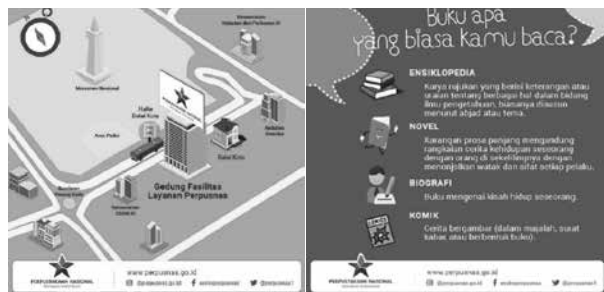 Monumen Nasional
Halte
Balai Kota
Balai Kota
Gedung Fasilitas
Layanan Perpusnas
PERPUSTAKAAN NASIONAL
www.perpusnas.go.id
Buku apa
yang biasa kamu baca?
ENSIKLOPEDIA
Karya rujukan yang berisi keterangan atau
uraian tentang berbagai hal dalam bidang
ilmu pengetahuan, biasanya disusun
menurut abjad atau tema.
NOVEL
Karangan prosa panjang mengandung
rangkaian cerita kehidupan seseorang
dengan orang di sekelilingnya dengan
menonjolkan watak dan sifat setiap pelaku.
BIOGRAFI
Buku mengenai kisah hidup seseorang.
KOMIK
Cerita bergambar (dalam majalah, surat
kabar, atau berbentuk buku).
PERPUSTAKAAN NASIONAL
www.perpusnas.go.id